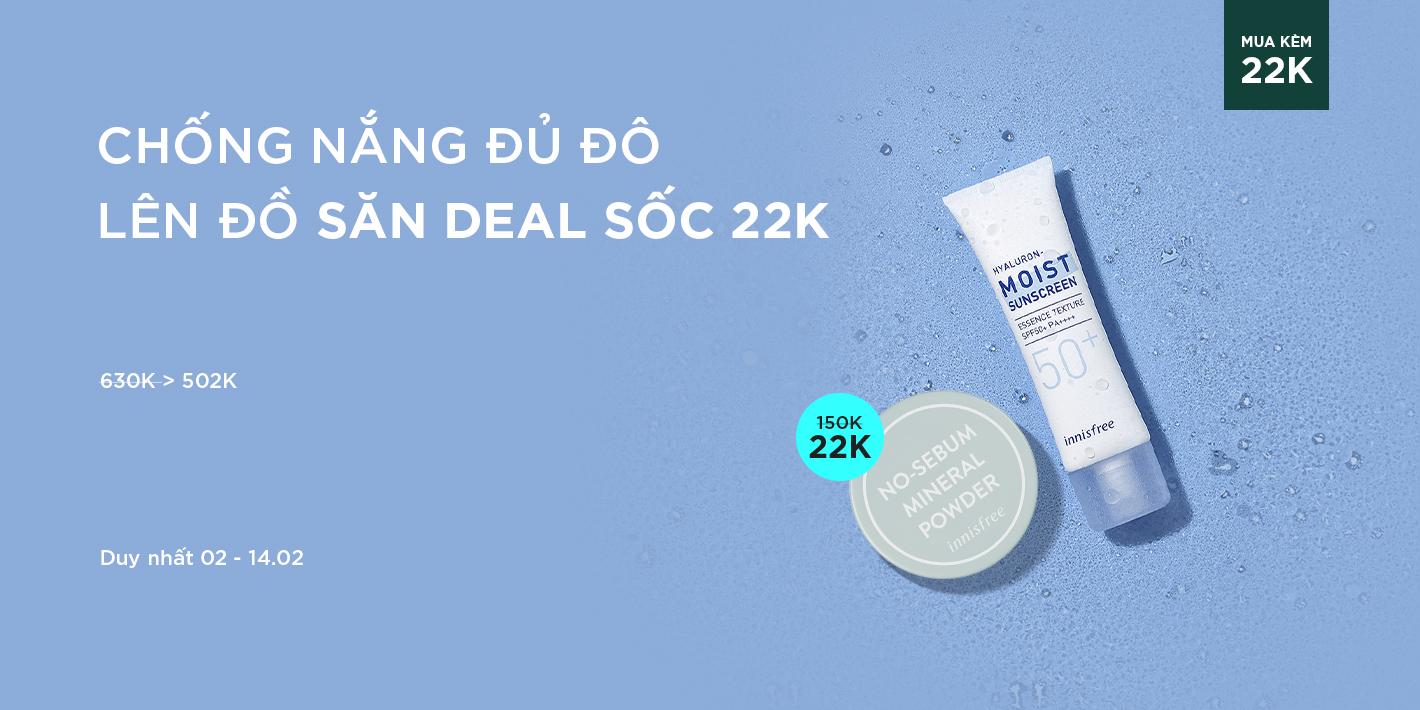 MUA KÈM
22K
CHỐNG NẮNG ĐỦ ĐÔ
LÊN ĐỒ SĂN DEAL SỐC 22K
630K > 502K
Duy nhất 02 - 14.02
150K
22K
NO-SEBUM
MINERAL
POWDER
innisfree
HYALURON-
MOIST
SUNSCREEN
ESSENCE TEXTURE
SPF50+ PA++++
50+
innisfree